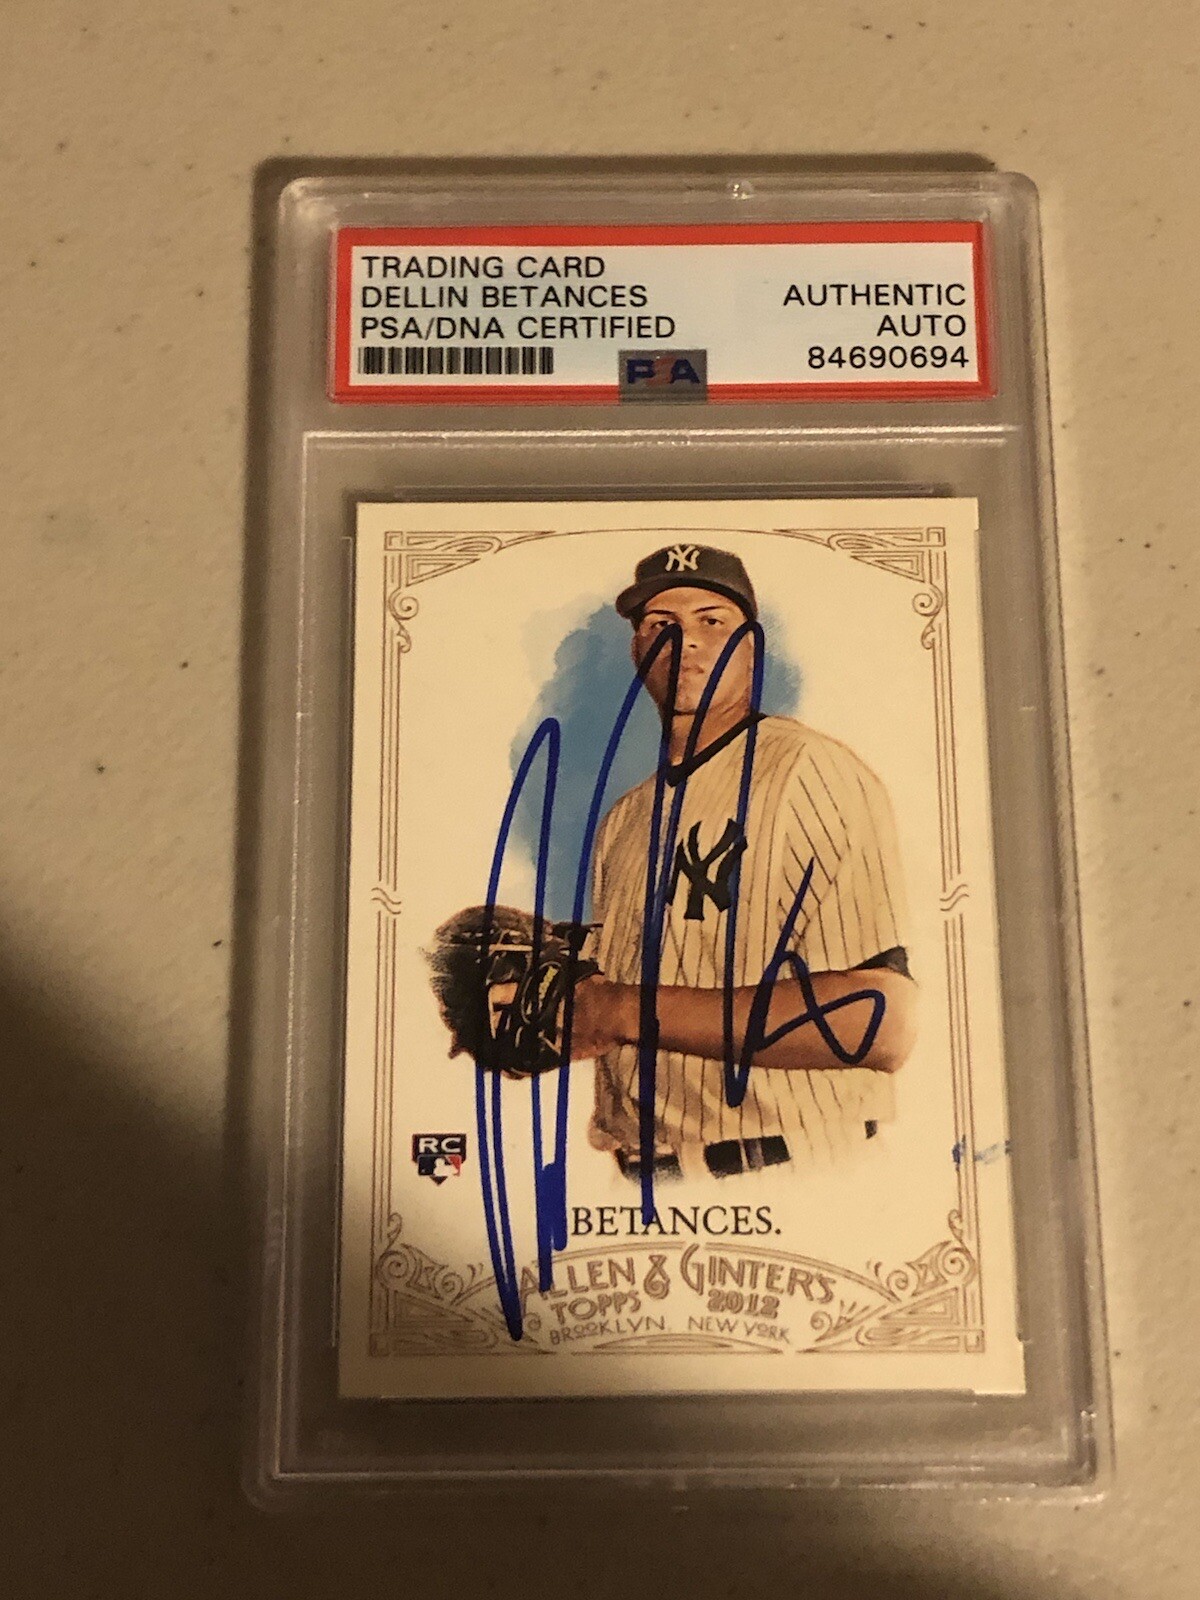 TRADING CARD
DELLIN BETANCES
PSA/DNA CERTIFIED
AUTHENTIC
AUTO
84690694
PSA
NY
NY
RC
BETANCES.
ALLEN & GINTER'S
TOPPS 2012
BROOKLYN, NEW YORK